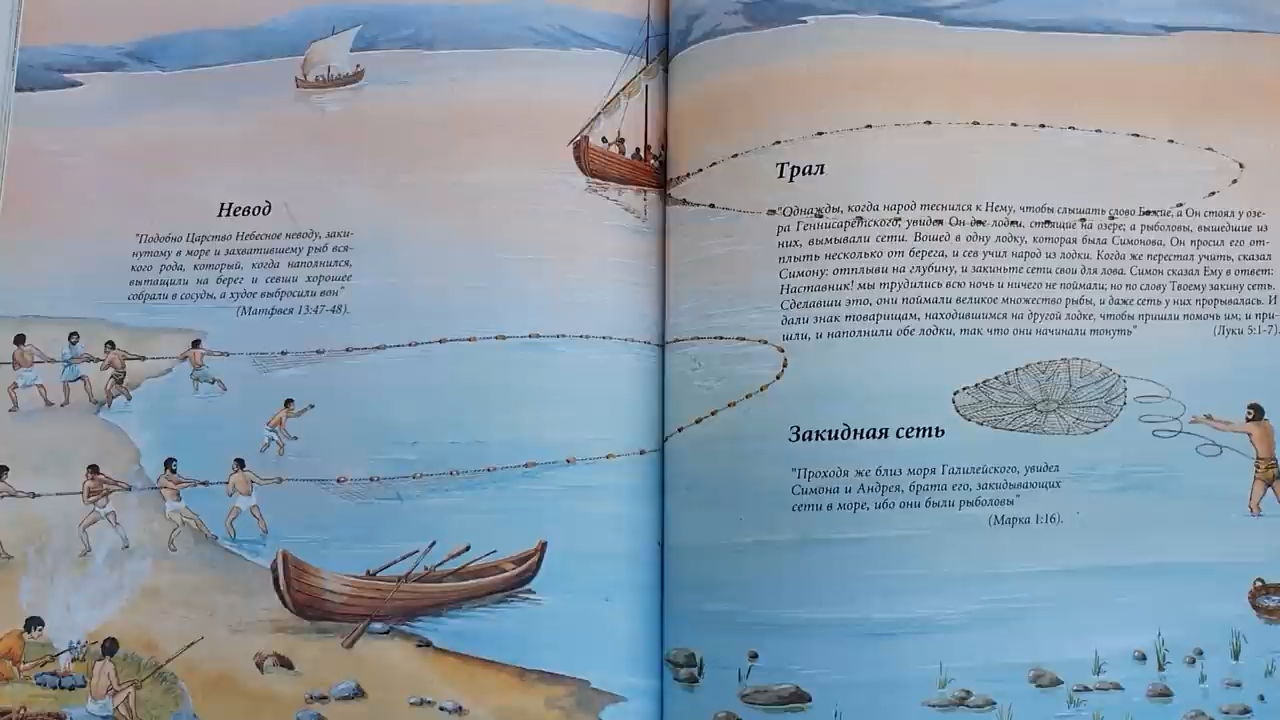 Невод
"Подобно Царство Небесное неводу, заки-
нутому в море и захватившему рыб вся-
кого рода, который, когда наполнился,
вытащили на берег и севши хорошее
собрали в сосуды, а худое выбросили вон"
(Матфвея 13:47-48).
Трал
"Однажды, когда народ теснился к Нему, чтобы слышать слово Божие, а Он стоял у озе-
ра Геннисаретского, увидел Он две лодки, стоящие на озере; а рыболовы, вышедшие из
них, вымывали сети. Вошед в одну лодку, которая была Симонова, Он просил его от-
плыть несколько от берега, и сев учил народ из лодки. Когда же перестал учить, сказал
Симону: отплыви на глубину, и закиньте сети свои для лова. Симон сказал Ему в ответ:
Наставник! мы трудились всю ночь и ничего не поймали; но по слову Твоему закину сеть.
Сделавши это, они поймали великое множество рыбы, и даже сеть у них прорывалась. И
дали знак товарищам, находившимся на другой лодке, чтобы пришли помочь им; и при-
шли, и наполнили обе лодки, так что они начинали тонуть" (Луки 5:1-7)
Закидная сеть
"Проходя же близ моря Галилейского, увидел
Симона и Андрея, брата его, закидывающих
сети в море, ибо они были рыболовы"
(Марка 1:16).